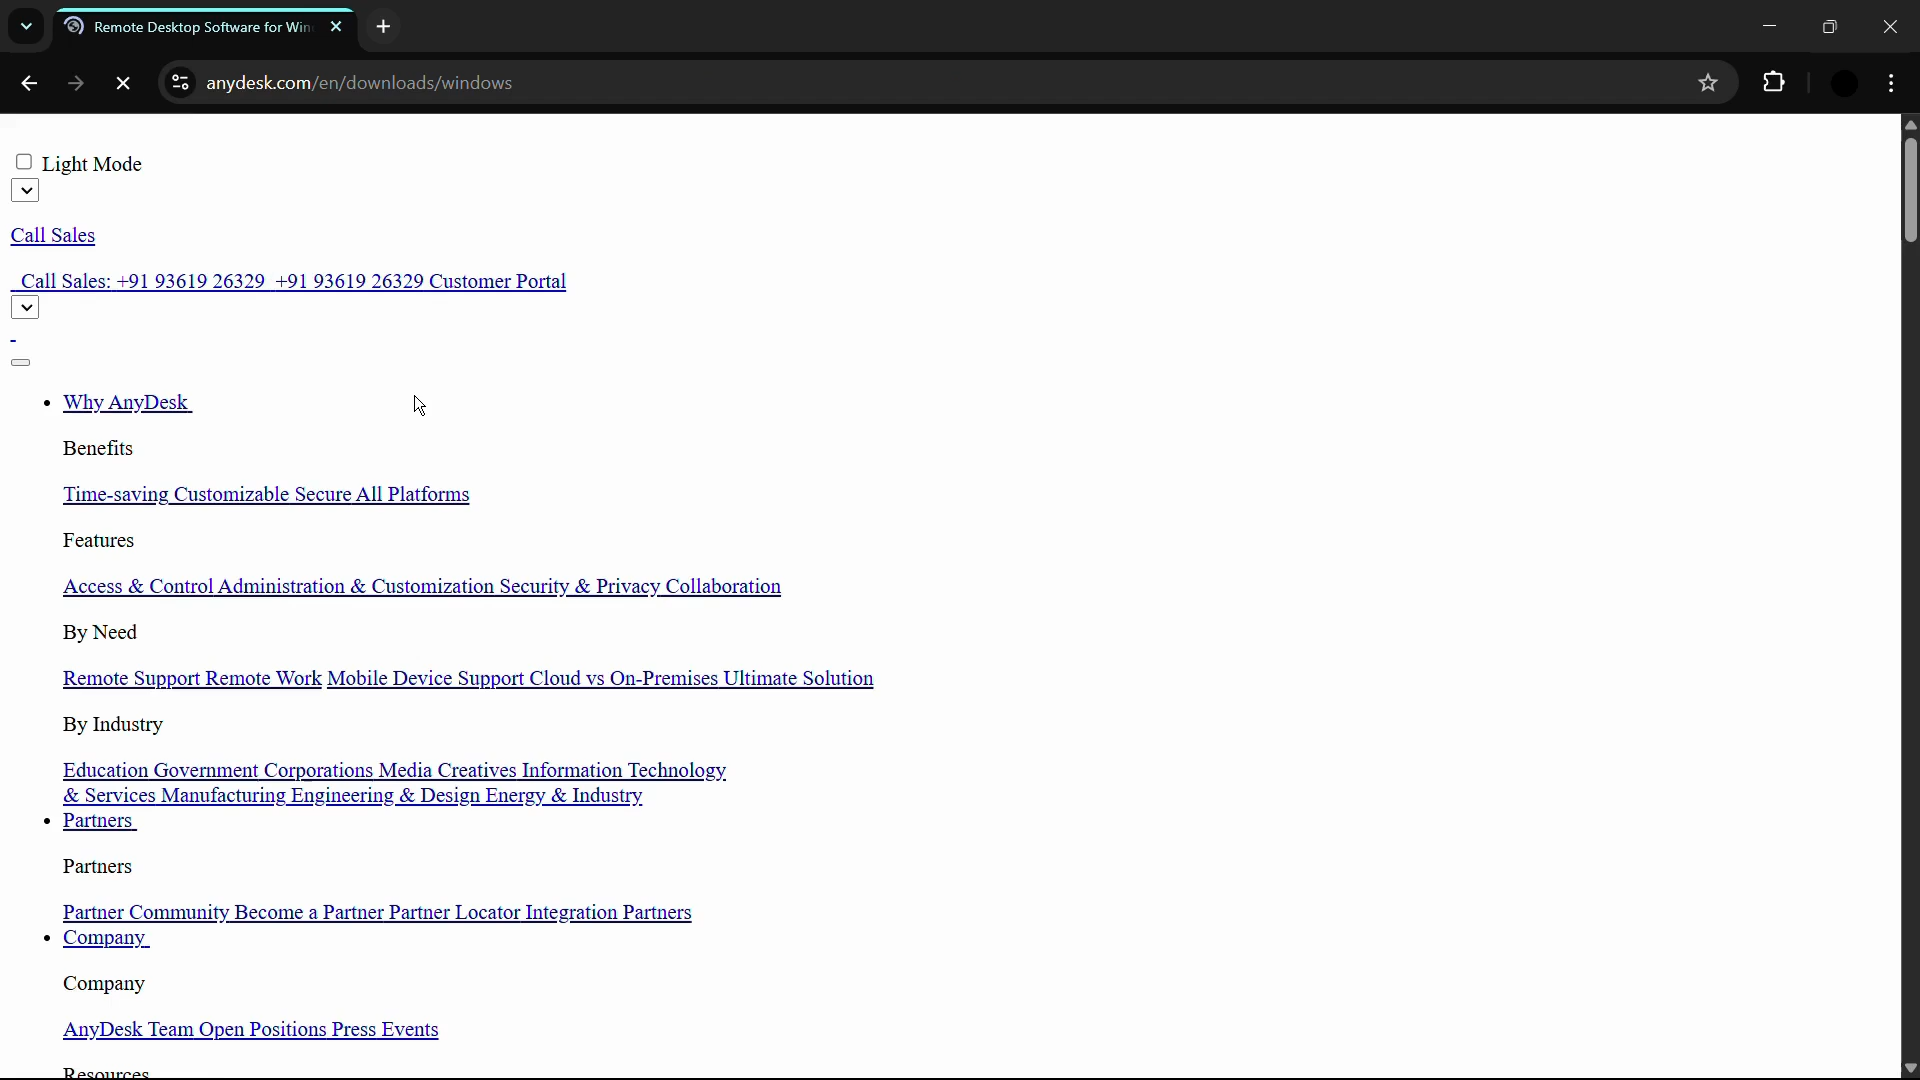 Remote Desktop Software for Win
anydesk.com/en/downloads/windows
Light Mode
Call Sales
Call Sales: +91 93619 26329 +91 93619 26329 Customer Portal
Why AnyDesk
Benefits
Time-saving Customizable Secure All Platforms
Features
Access & Control Administration & Customization Security & Privacy Collaboration
By Need
Remote Support Remote Work Mobile Device Support Cloud vs On-Premises Ultimate Solution
By Industry
Education Government Corporations Media Creatives Information Technology
& Services Manufacturing Engineering & Design Energy & Industry
Partners
Partners
Partner Community Become a Partner Partner Locator Integration Partners
Company
Company
AnyDesk Team Open Positions Press Events
Resources